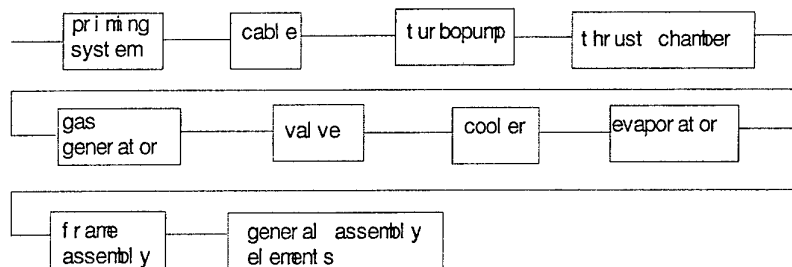 priming
system
cable
turbopump
thrust chamber
gas
generator
valve
cooler
evaporator
frame
assembly
general assembly
elements